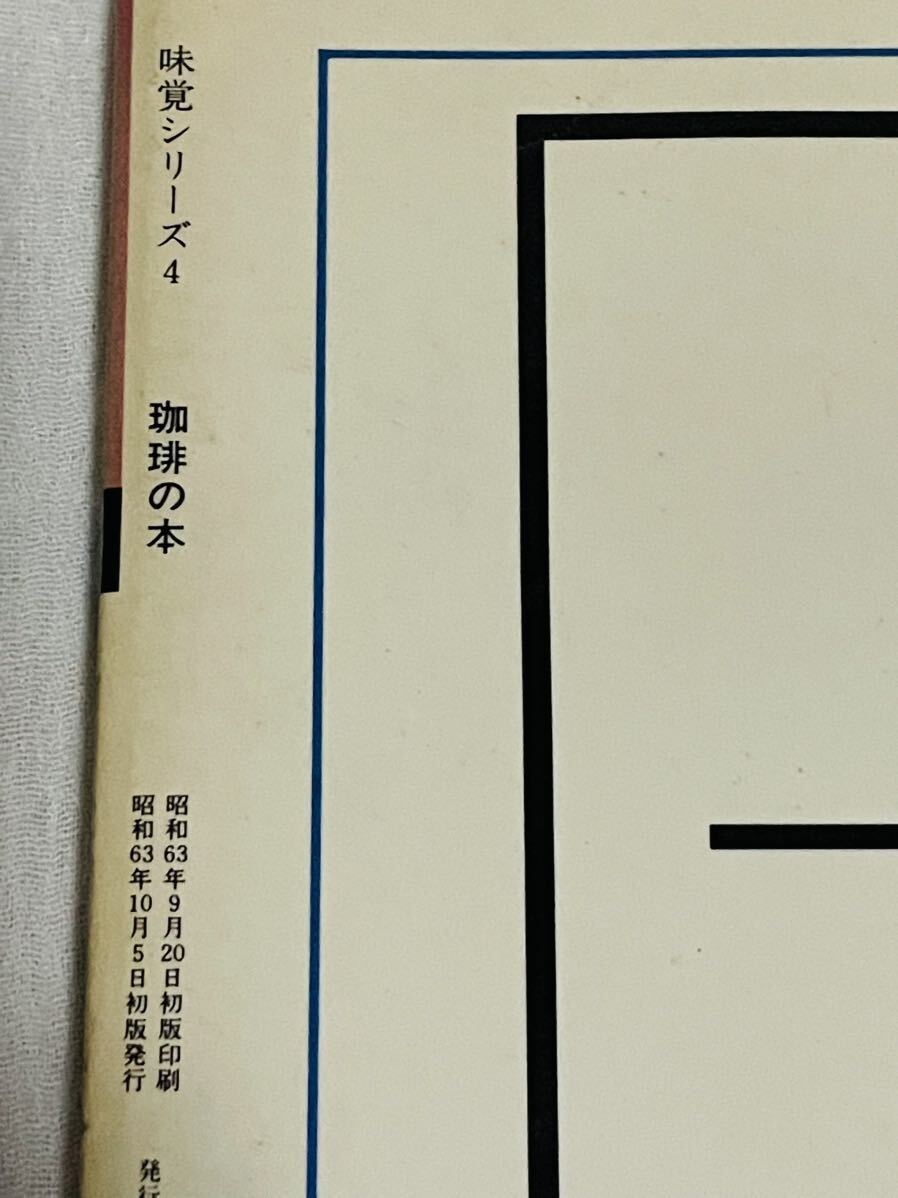 味覚シリーズ4
珈琲の本
昭和63年9月20日初版印刷
昭和63年10月5日初版発行
発行